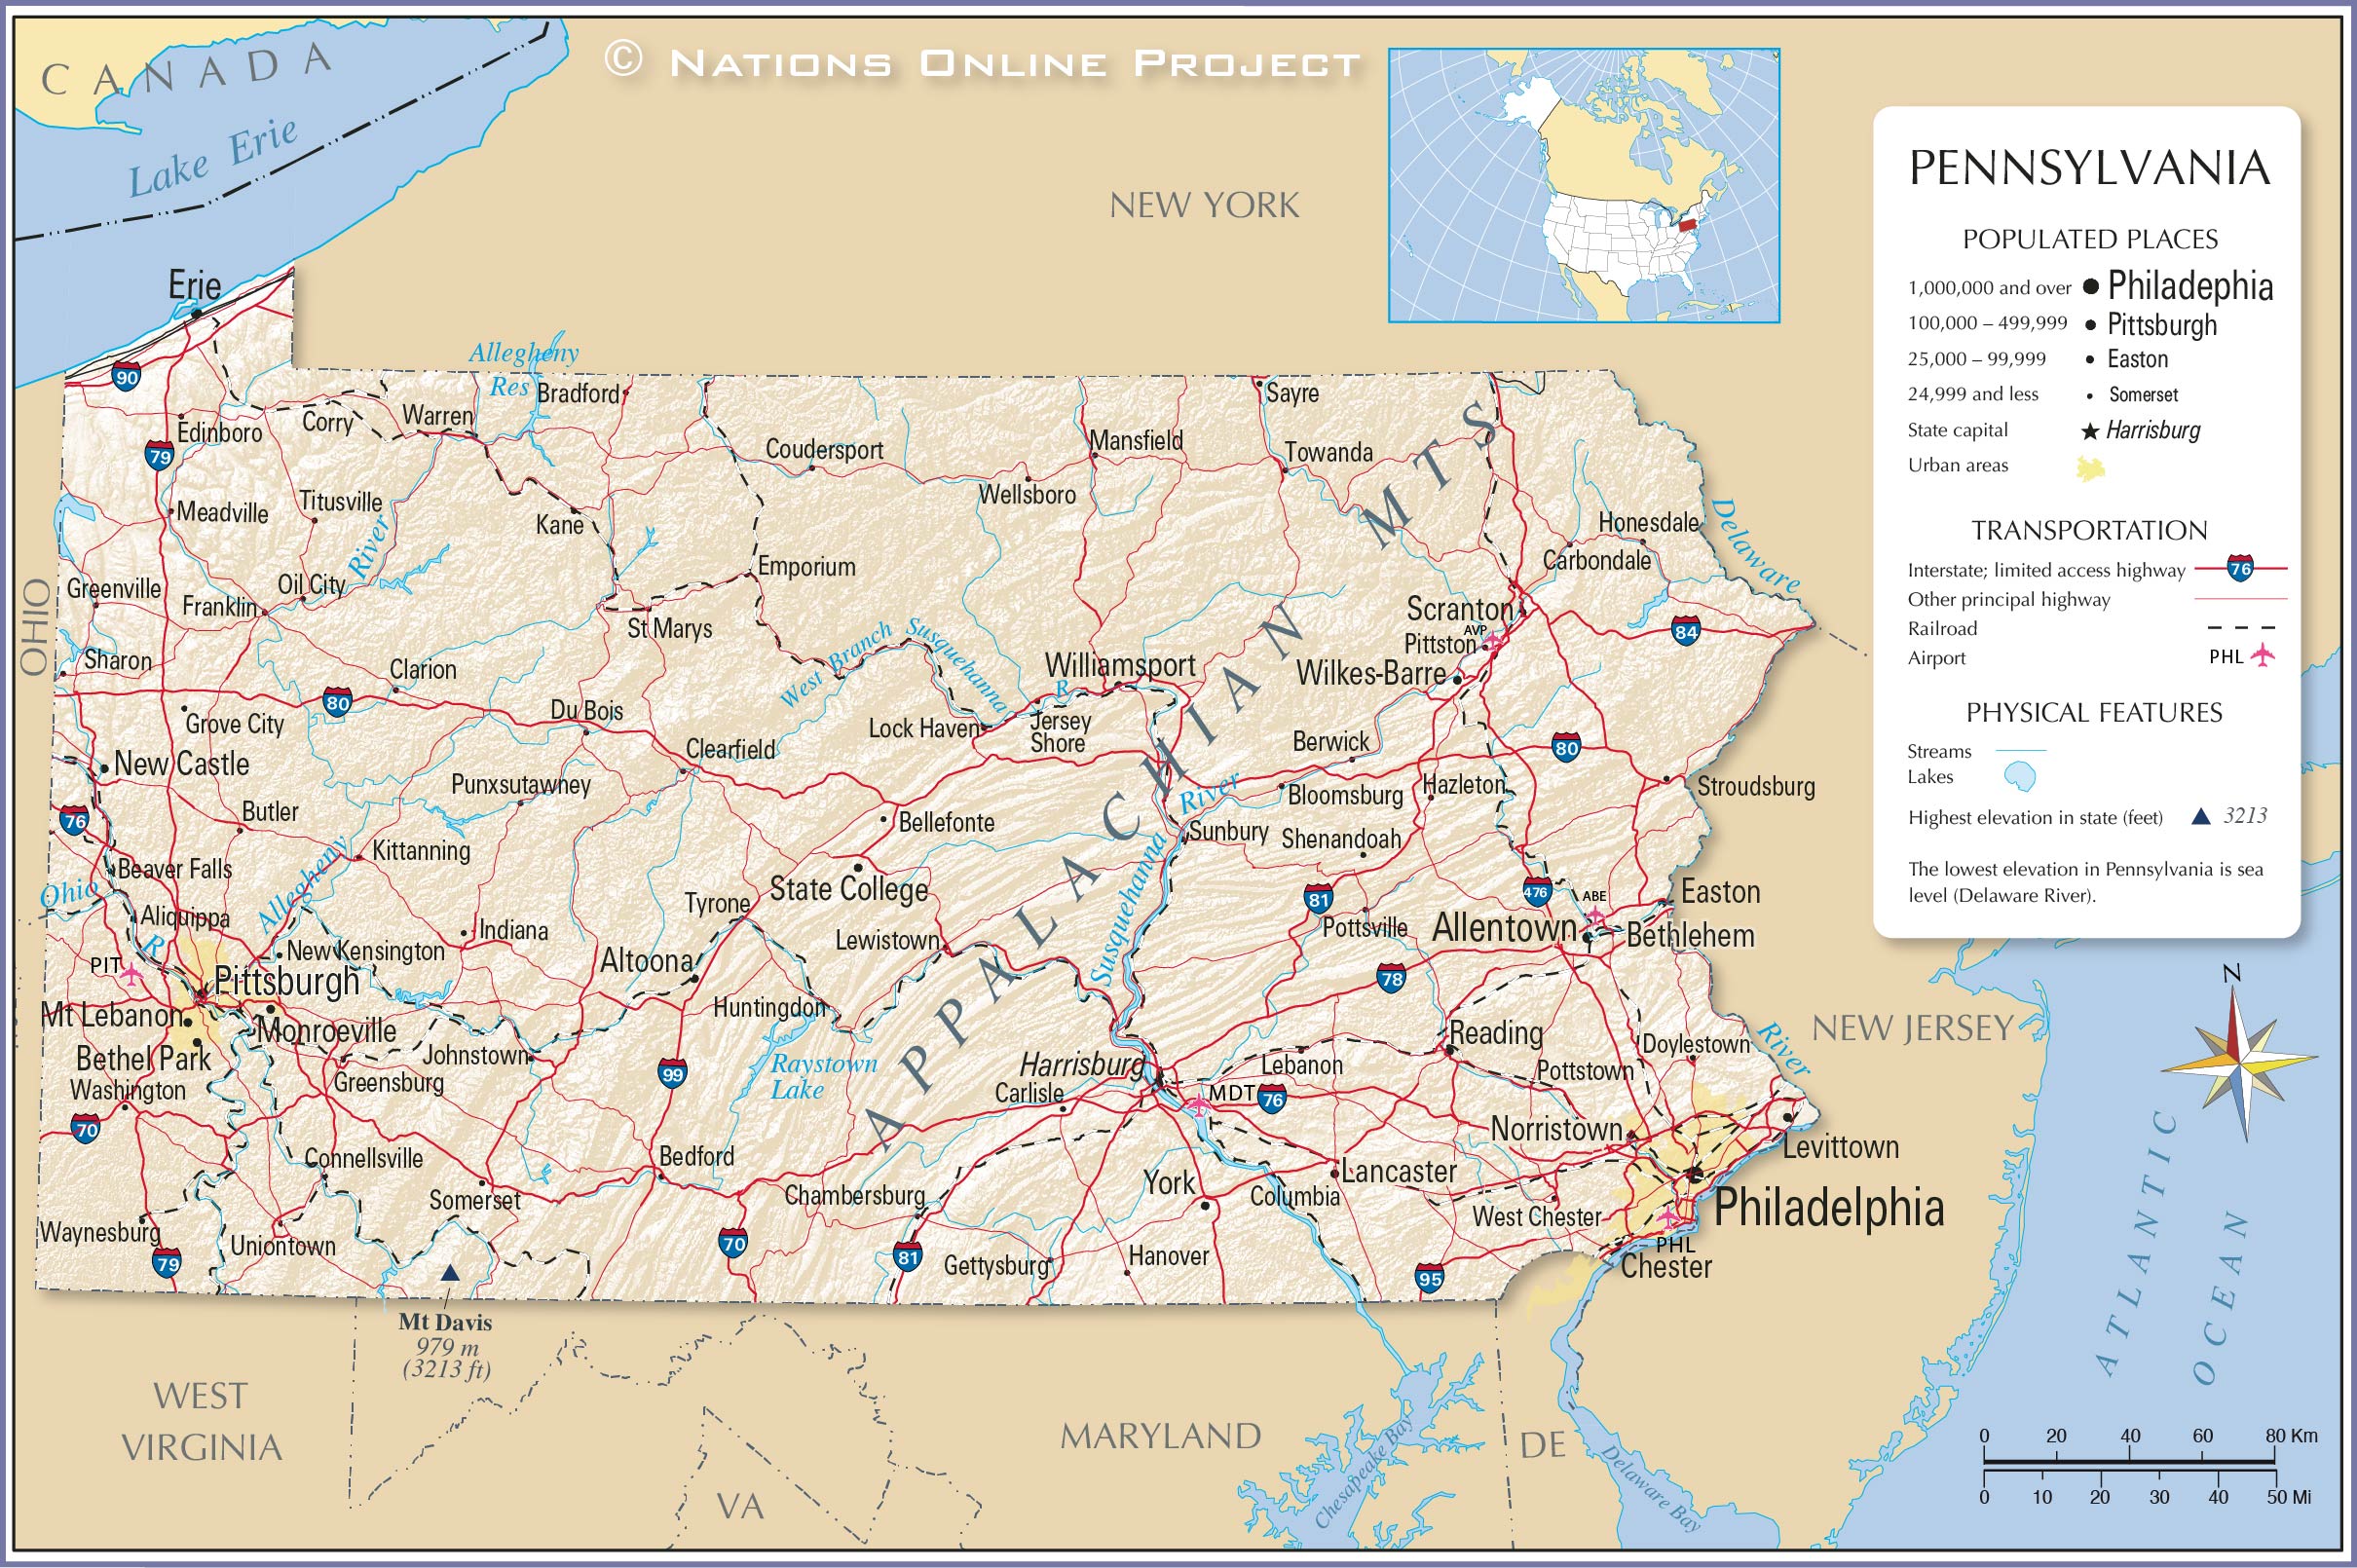 CANADA
Lake Erie
© NATIONS ONLINE PROJECT
NEW YORK
PENNSYLVANIA
POPULATED PLACES
1,000,000 and over Philadephia
100,000 – 499,999 Pittsburgh
25,000 – 99,999 Easton
24,999 and less Somerset
State capital Harrisburg
Urban areas
TRANSPORTATION
Interstate; limited access highway 76
Other principal highway
Railroad
Airport PHL
PHYSICAL FEATURES
Streams
Lakes
Highest elevation in state (feet) 3213
The lowest elevation in Pennsylvania is sea
level (Delaware River).
Erie
90
Allegheny
Res
Bradford
Sayre
Edinboro
Corry
Warren
79
Coudersport
Mansfield
Towanda
Wellsboro
Meadville
Titusville
Kane
River
Honesdale
Carbondale
Delaware
Emporium
Greenville
Oil City
Franklin
OHIO
St Marys
Scranton
AVP
Pittston
84
West Branch Susquehanna
R
Williamsport
Wilkes-Barre
Sharon
Clarion
80
Grove City
Du Bois
Lock Haven
Jersey
Shore
Clearfield
Berwick
80
New Castle
Punxsutawney
River
Hazleton
Stroudsburg
Bloomsburg
76
Butler
Bellefonte
Sunbury
Shenandoah
Kittanning
Beaver Falls
Ohio
R
Allegheny
State College
Susquehanna
81
476
ABE
Easton
Tyrone
Aliquippa
Indiana
Lewistown
Pottsville
Allentown
Bethlehem
New Kensington
PIT
Altoona
78
Pittsburgh
Huntingdon
Mt Lebanon
Monroeville
Reading
NEW JERSEY
River
Doylestown
Bethel Park
Johnstown
Raystown
Lake
Harrisburg
Lebanon
Washington
Greensburg
99
Carlisle
MDT
76
Pottstown
70
APPALACHIAN MTS
Norristown
Levittown
Connellsville
Bedford
Somerset
Chambersburg
York
Columbia
Lancaster
Philadelphia
West Chester
Waynesburg
79
Uniontown
70
81
Gettysburg
Hanover
PHL
Chester
95
Mt Davis
979 m
(3213 ft)
WEST
VIRGINIA
VA
MARYLAND
DE
Chesapeake Bay
Delaware Bay
ATLANTIC
OCEAN
N
0 20 40 60 80 Km
0 10 20 30 40 50 Mi